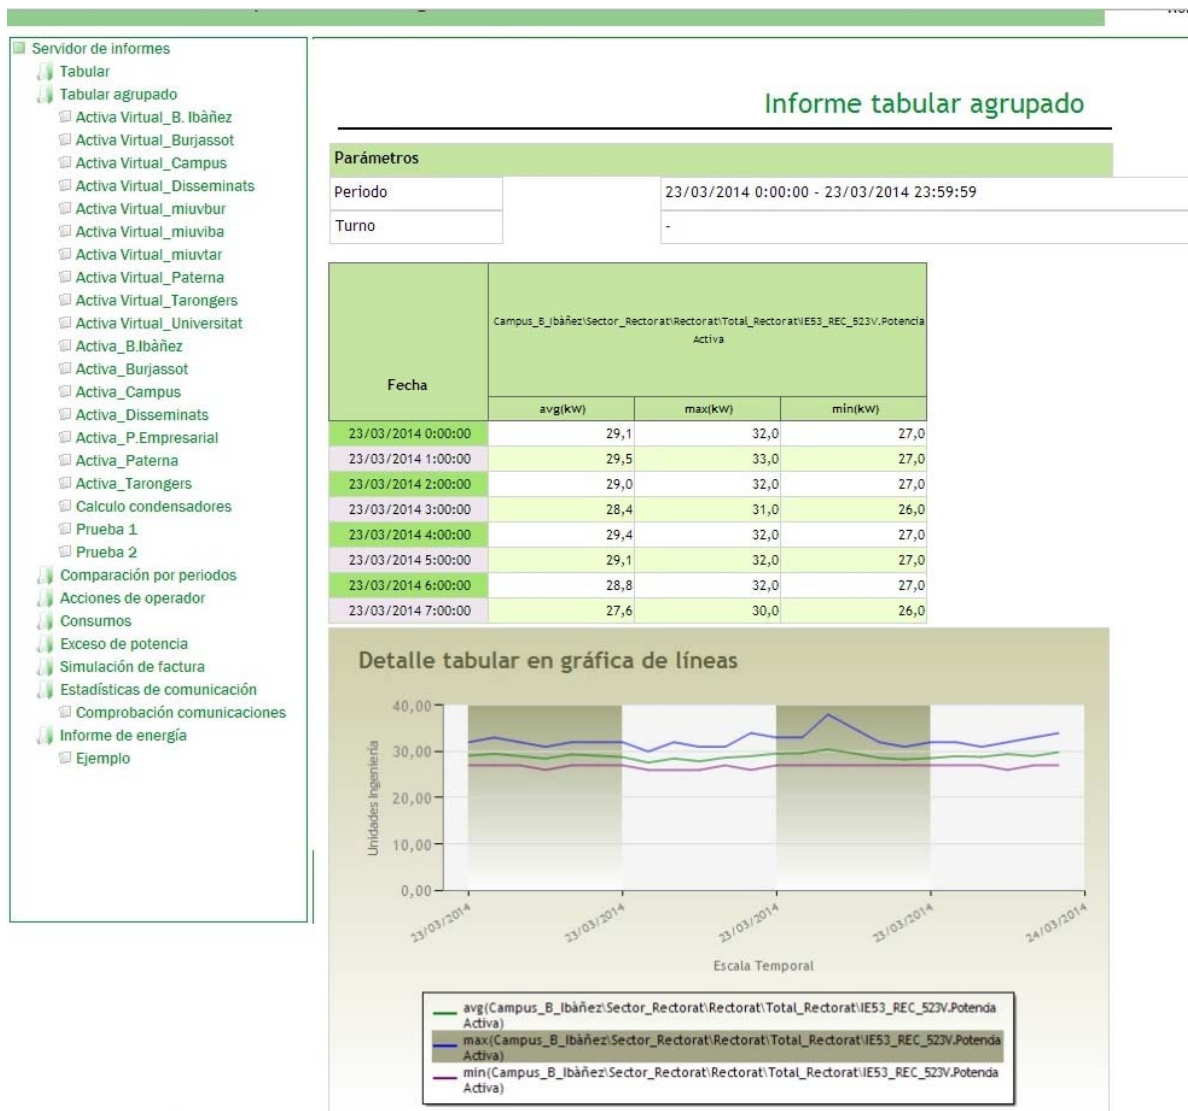 Servidor de informes
Tabular
Tabular agrupado
Activa Virtual_B. Ibàñez
Activa Virtual_Burjassot
Activa Virtual_Campus
Activa Virtual_Disseminats
Activa Virtual_miuvbur
Activa Virtual_miuviba
Activa Virtual_miuvtar
Activa Virtual_Paterna
Activa Virtual_Tarongers
Activa Virtual_Universitat
Activa_B.Ibàñez
Activa_Burjassot
Activa_Campus
Activa_Disseminats
Activa_P.Empresarial
Activa_Paterna
Activa_Tarongers
Calculo condensadores
Prueba 1
Prueba 2
Comparación por periodos
Acciones de operador
Consumos
Exceso de potencia
Simulación de factura
Estadísticas de comunicación
Comprobación comunicaciones
Informe de energía
Ejemplo
Informe tabular agrupado
Parámetros
Periodo 23/03/2014 0:00:00 - 23/03/2014 23:59:59
Turno -
Campus_B_Ibàñez\Sector_Rectorat\Rectorat\Total_Rectorat\IE53_REC_523V.Potencia
Activa
Fecha
avg(kW) max(kW) min(kW)
23/03/2014 0:00:00 29,1 32,0 27,0
23/03/2014 1:00:00 29,5 33,0 27,0
23/03/2014 2:00:00 29,0 32,0 27,0
23/03/2014 3:00:00 28,4 31,0 26,0
23/03/2014 4:00:00 29,4 32,0 27,0
23/03/2014 5:00:00 29,1 32,0 27,0
23/03/2014 6:00:00 28,8 32,0 27,0
23/03/2014 7:00:00 27,6 30,0 26,0
Detalle tabular en gráfica de líneas
40,00
30,00
20,00
10,00
0,00
Unidades Ingeniería
23/03/2014 23/03/2014 23/03/2014 23/03/2014 24/03/2014
Escala Temporal
avg(Campus_B_Ibàñez\Sector_Rectorat\Rectorat\Total_Rectorat\IE53_REC_523V.Potencia
Activa)
max(Campus_B_Ibàñez\Sector_Rectorat\Rectorat\Total_Rectorat\IE53_REC_523V.Potencia
Activa)
min(Campus_B_Ibàñez\Sector_Rectorat\Rectorat\Total_Rectorat\IE53_REC_523V.Potencia
Activa)